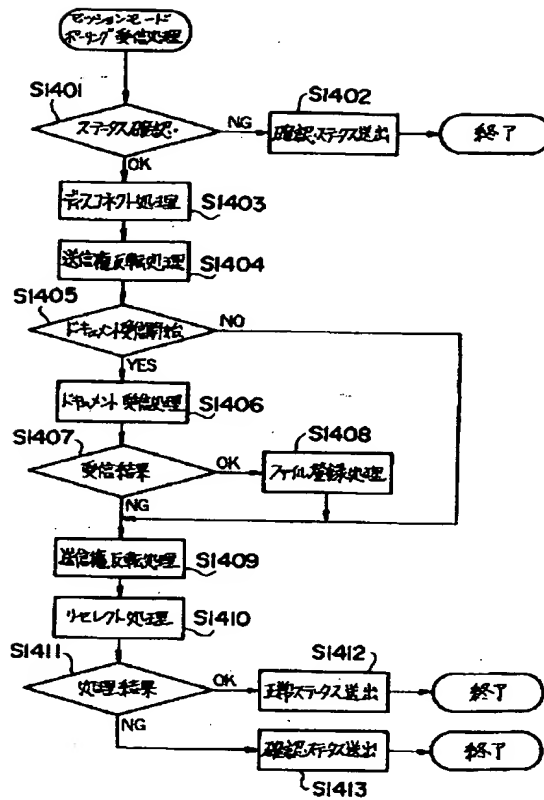 セッションモード
ポーリング受信処理
S1401
ステータス確認
NG
S1402
確認ステータス送出
終了
OK
ディスコネクト処理
S1403
送信権反転処理
S1404
S1405
ドキュメント受信開始
NO
YES
ドキュメント受信処理
S1406
S1407
受信結果
OK
S1408
ファイル登録処理
NG
送信権反転処理
S1409
リセレクト処理
S1410
S1411
処理結果
OK
S1412
正常ステータス送出
終了
NG
確認ステータス送出
終了
S1413